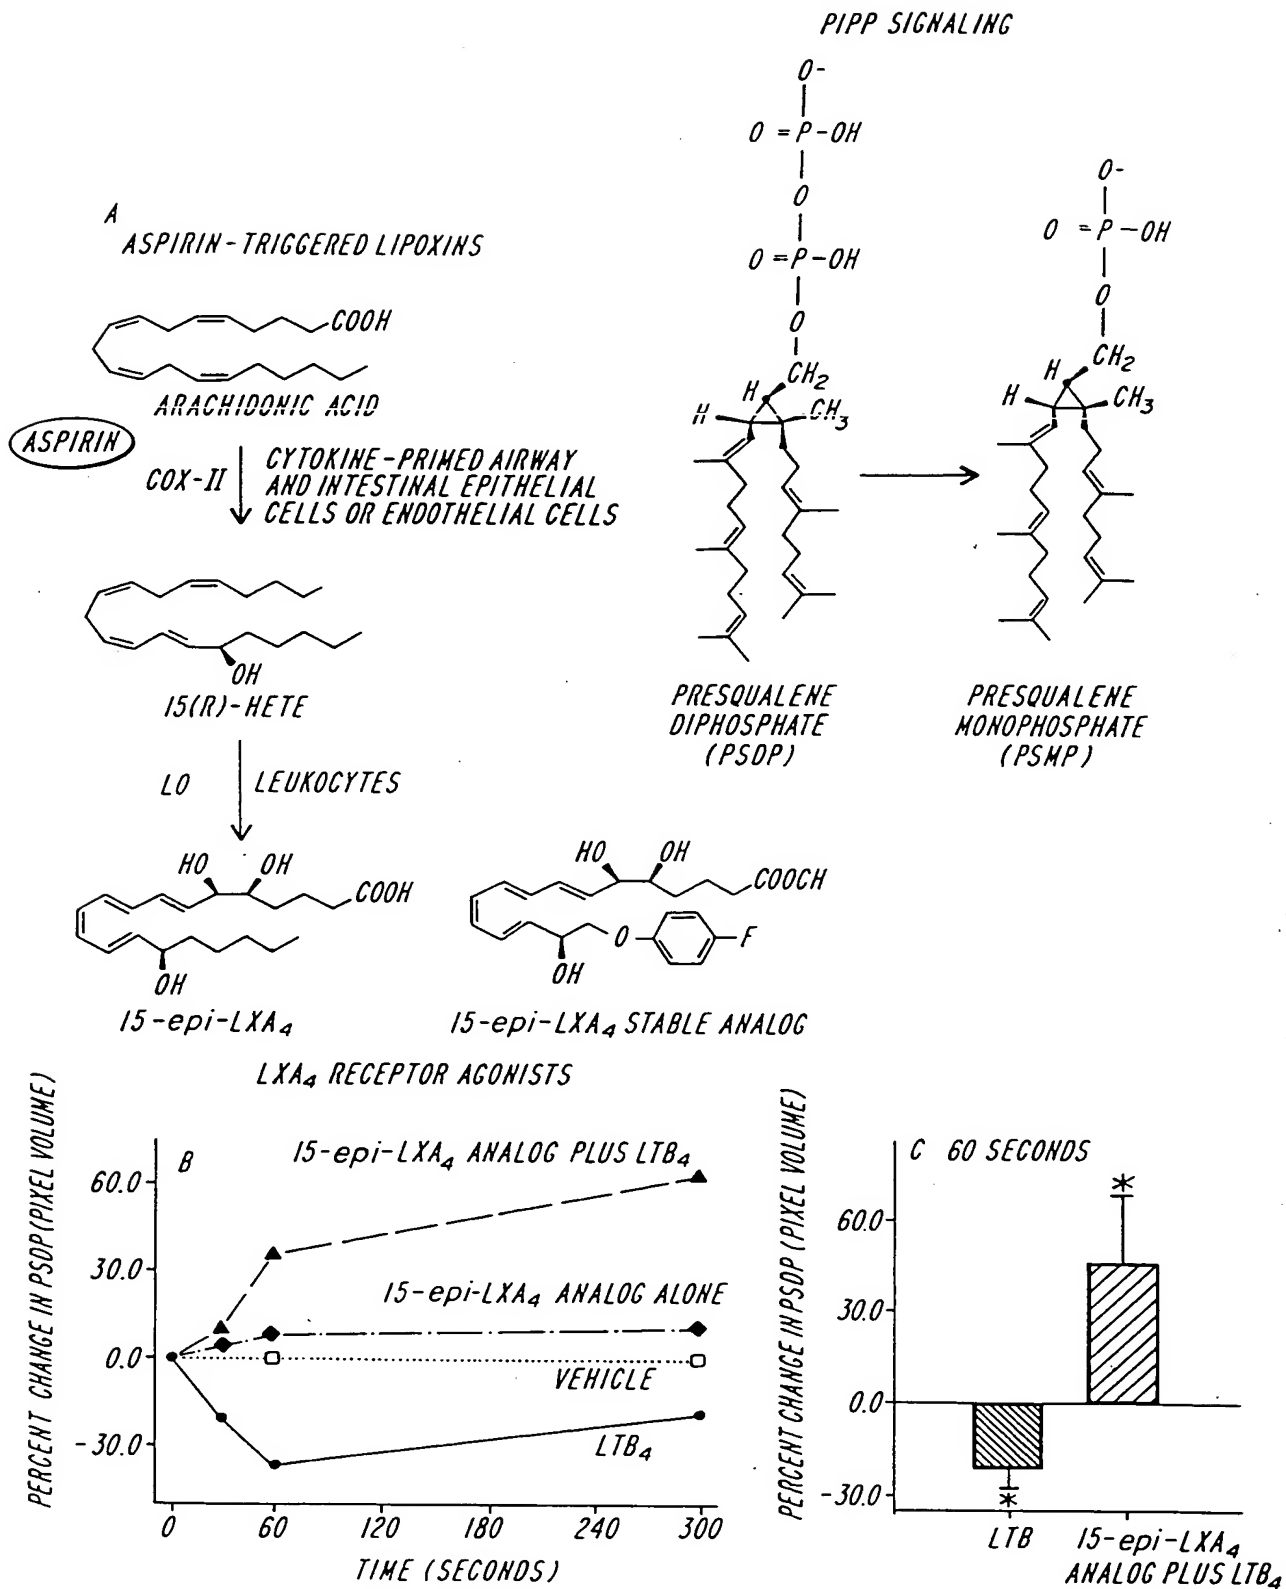 PIPP SIGNALING
O-
O=P-OH
O
O=P-OH
O
CH2
H
H
CH3
PRESQUALENE
DIPHOSPHATE
(PSDP)
O-
O=P-OH
O
CH2
H
H
CH3
PRESQUALENE
MONOPHOSPHATE
(PSMP)
A
ASPIRIN-TRIGGERED LIPOXINS
COOH
ARACHIDONIC ACID
ASPIRIN
COX-II
CYTOKINE-PRIMED AIRWAY
AND INTESTINAL EPITHELIAL
CELLS OR ENDOTHELIAL CELLS
OH
15(R)-HETE
LO
LEUKOCYTES
HO
OH
COOH
OH
15-epi-LXA4
HO
OH
COOCH
O
F
OH
15-epi-LXA4 STABLE ANALOG
LXA4 RECEPTOR AGONISTS
PERCENT CHANGE IN PSDP (PIXEL VOLUME)
B
15-epi-LXA4 ANALOG PLUS LTB4
60.0
30.0
15-epi-LXA4 ANALOG ALONE
0.0
VEHICLE
-30.0
LTB4
0 60 120 180 240 300
TIME (SECONDS)
PERCENT CHANGE IN PSDP (PIXEL VOLUME)
C 60 SECONDS
*
60.0
30.0
0.0
-30.0
*
LTB
15-epi-LXA4
ANALOG PLUS LTB4